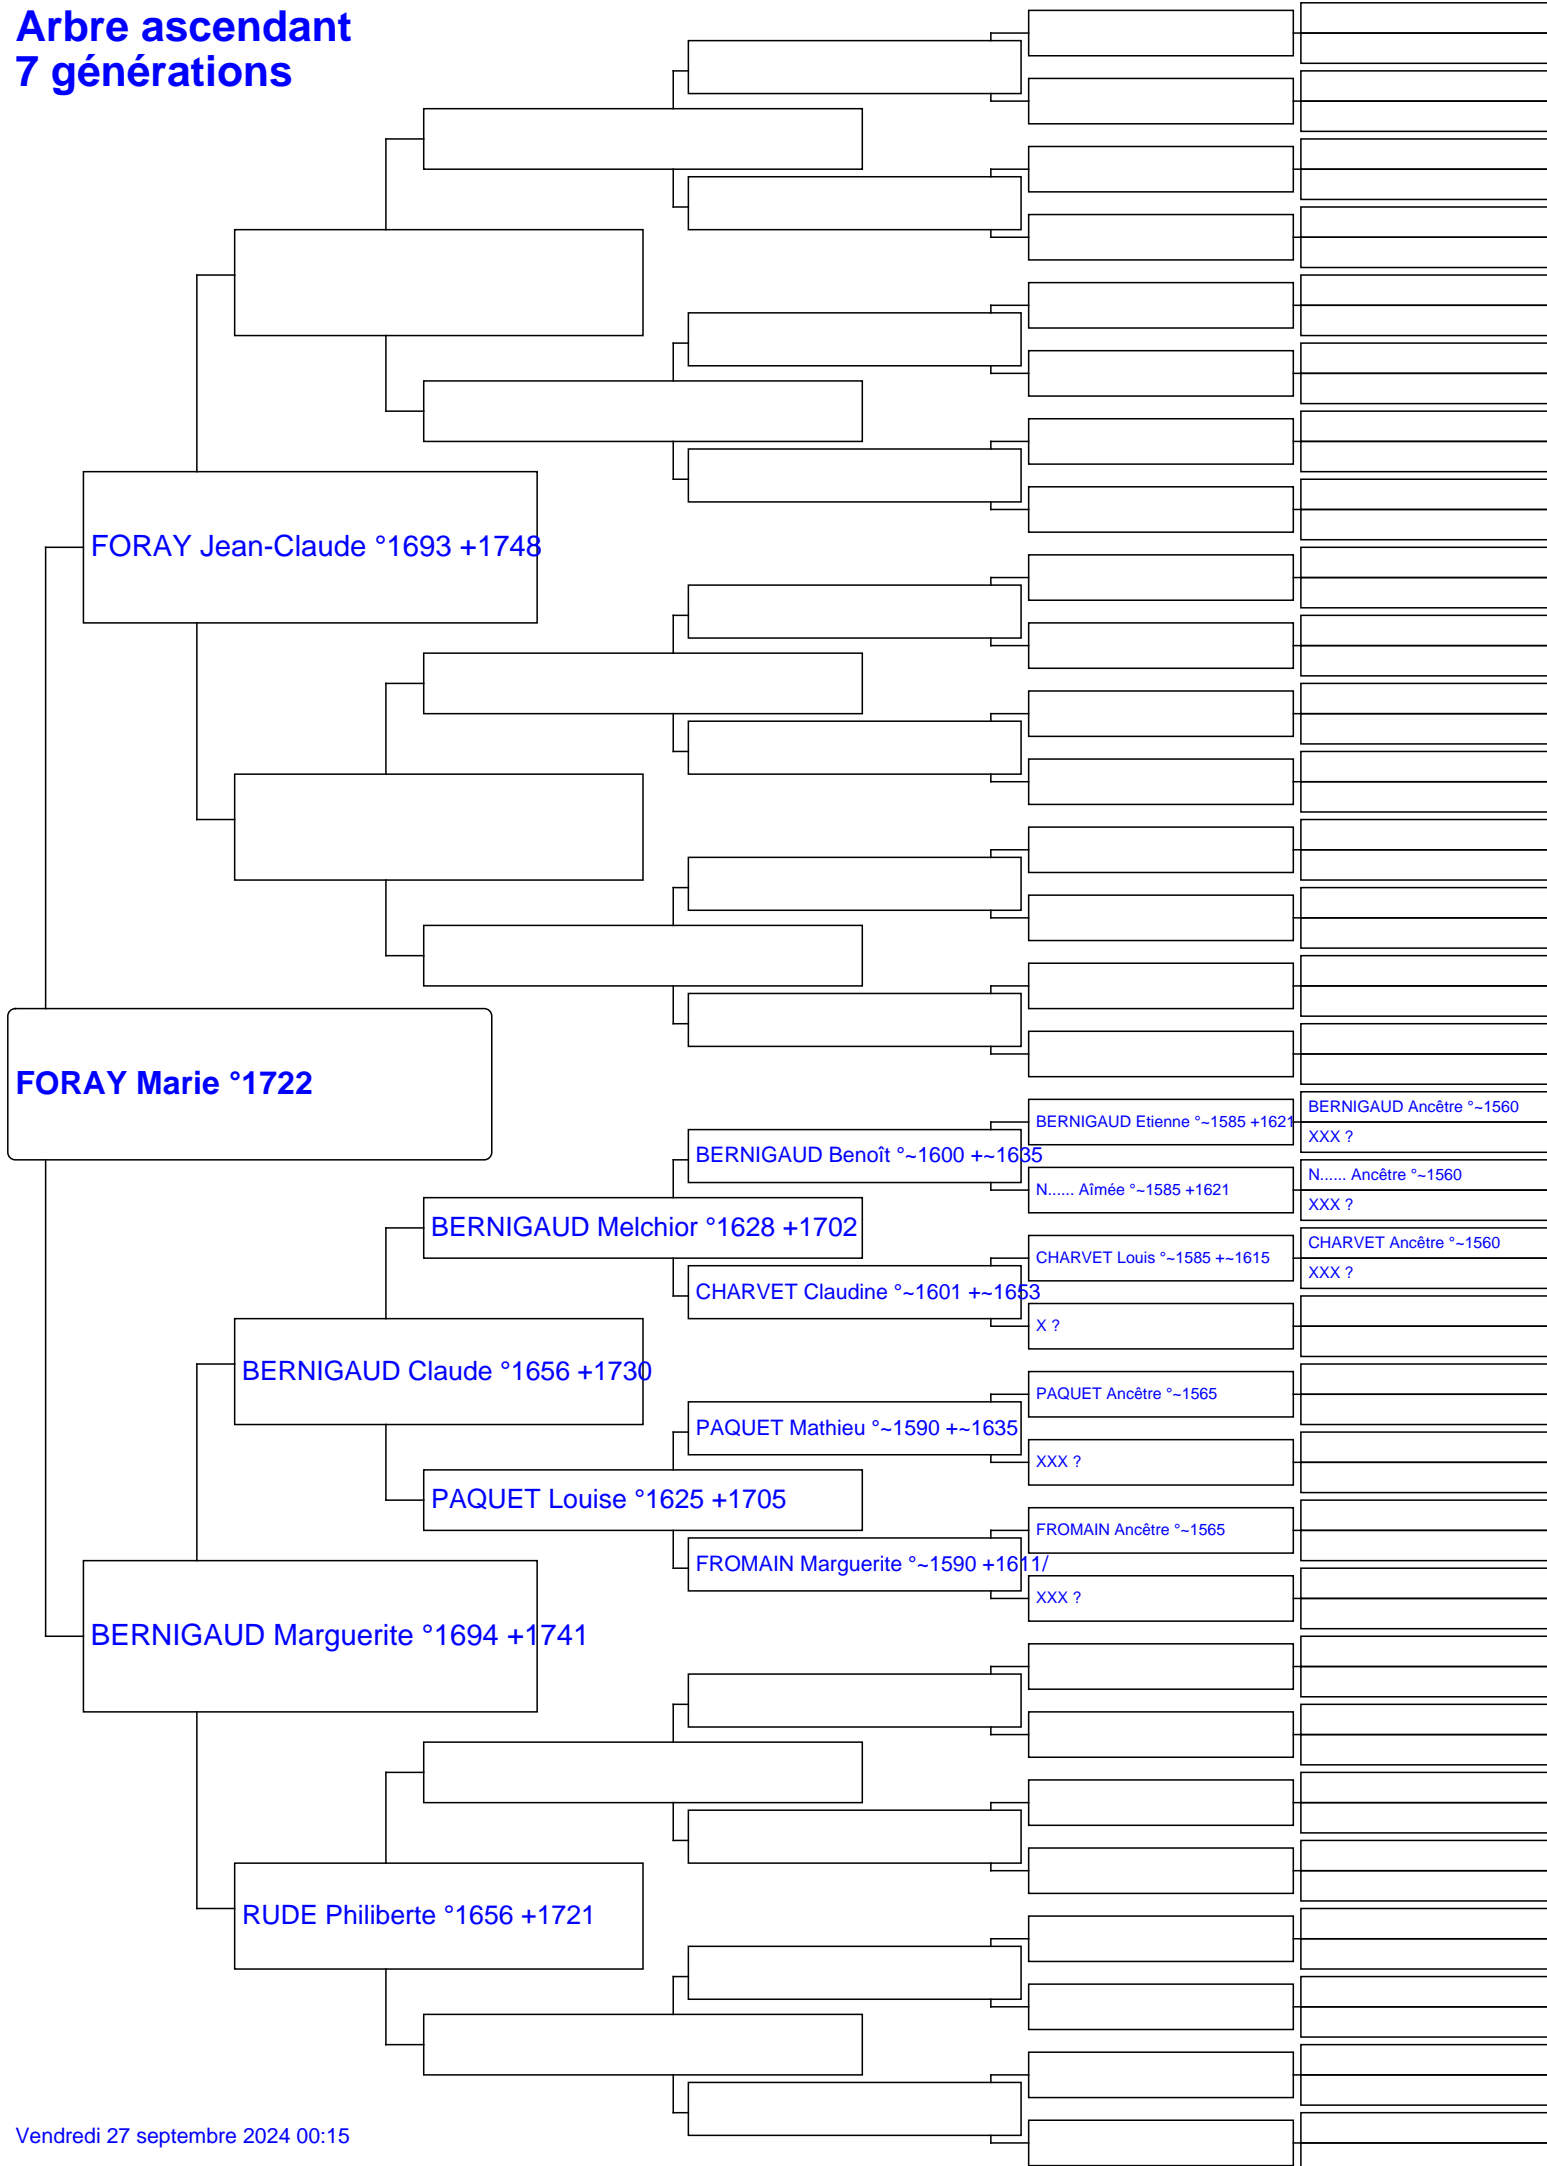 Arbre ascendant
7 générations
FORAY Jean-Claude °1693 +1748
FORAY Marie °1722
BERNIGAUD Ancêtre °~1560
BERNIGAUD Etienne °~1585 +1621
XXX ?
BERNIGAUD Benoît °~1600 +~1635
N...... Ancêtre °~1560
N...... Aîmée °~1585 +1621
XXX ?
BERNIGAUD Melchior °1628 +1702
CHARVET Ancêtre °~1560
CHARVET Louis °~1585 +~1615
XXX ?
CHARVET Claudine °~1601 +~1653
X ?
BERNIGAUD Claude °1656 +1730
PAQUET Ancêtre °~1565
PAQUET Mathieu °~1590 +~1635
XXX ?
PAQUET Louise °1625 +1705
FROMAIN Ancêtre °~1565
FROMAIN Marguerite °~1590 +1611/
XXX ?
BERNIGAUD Marguerite °1694 +1741
RUDE Philiberte °1656 +1721
Vendredi 27 septembre 2024 00:15